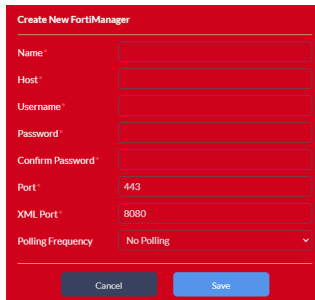 Create New FortiManager
Name*
Host*
Username*
Password*
Confirm Password*
Port* 443
XML Port* 8080
Polling Frequency No Polling
Cancel Save